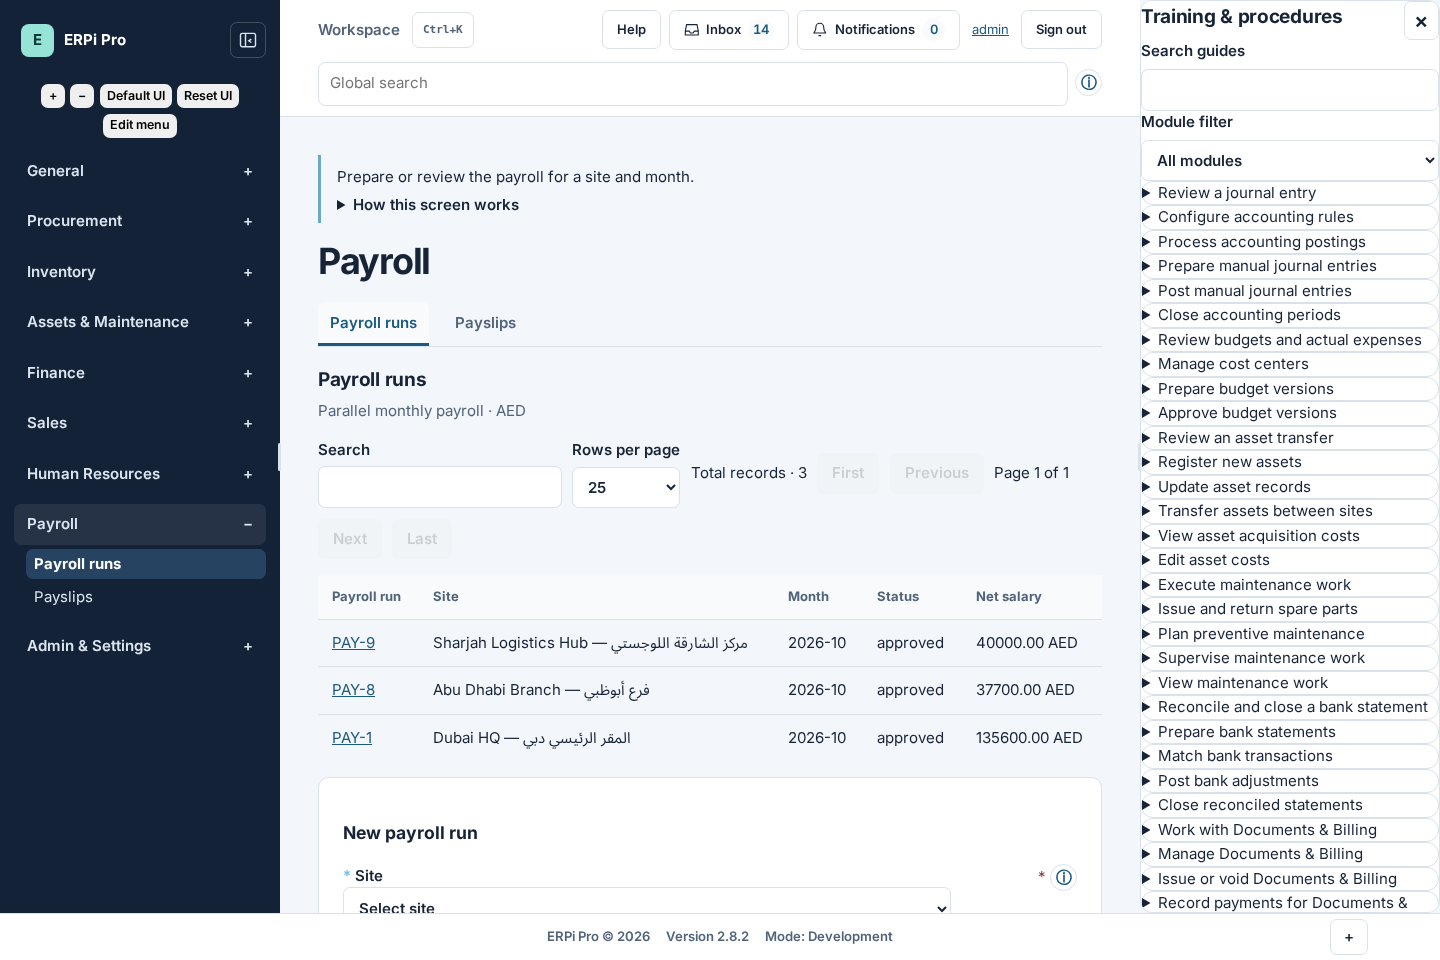 E ERPi Pro
+ − Default UI Reset UI
Edit menu
General +
Procurement +
Inventory +
Assets & Maintenance +
Finance +
Sales +
Human Resources +
Payroll −
Payroll runs
Payslips
Admin & Settings +
Workspace Ctrl+K Help Inbox 14 Notifications 0 admin Sign out
Global search
Prepare or review the payroll for a site and month.
How this screen works
Payroll
Payroll runs Payslips
Payroll runs
Parallel monthly payroll · AED
Search Rows per page
25 Total records · 3 First Previous Page 1 of 1
Next Last
Payroll run Site Month Status Net salary
PAY-9 Sharjah Logistics Hub — مركز الشارقة اللوجستي 2026-10 approved 40000.00 AED
PAY-8 Abu Dhabi Branch — فرع أبوظبي 2026-10 approved 37700.00 AED
PAY-1 Dubai HQ — المقر الرئيسي دبي 2026-10 approved 135600.00 AED
New payroll run
* Site *
Select site
Training & procedures ×
Search guides
Module filter
All modules
Review a journal entry
Configure accounting rules
Process accounting postings
Prepare manual journal entries
Post manual journal entries
Close accounting periods
Review budgets and actual expenses
Manage cost centers
Prepare budget versions
Approve budget versions
Review an asset transfer
Register new assets
Update asset records
Transfer assets between sites
View asset acquisition costs
Edit asset costs
Execute maintenance work
Issue and return spare parts
Plan preventive maintenance
Supervise maintenance work
View maintenance work
Reconcile and close a bank statement
Prepare bank statements
Match bank transactions
Post bank adjustments
Close reconciled statements
Work with Documents & Billing
Manage Documents & Billing
Issue or void Documents & Billing
Record payments for Documents &
ERPi Pro © 2026 Version 2.8.2 Mode: Development +